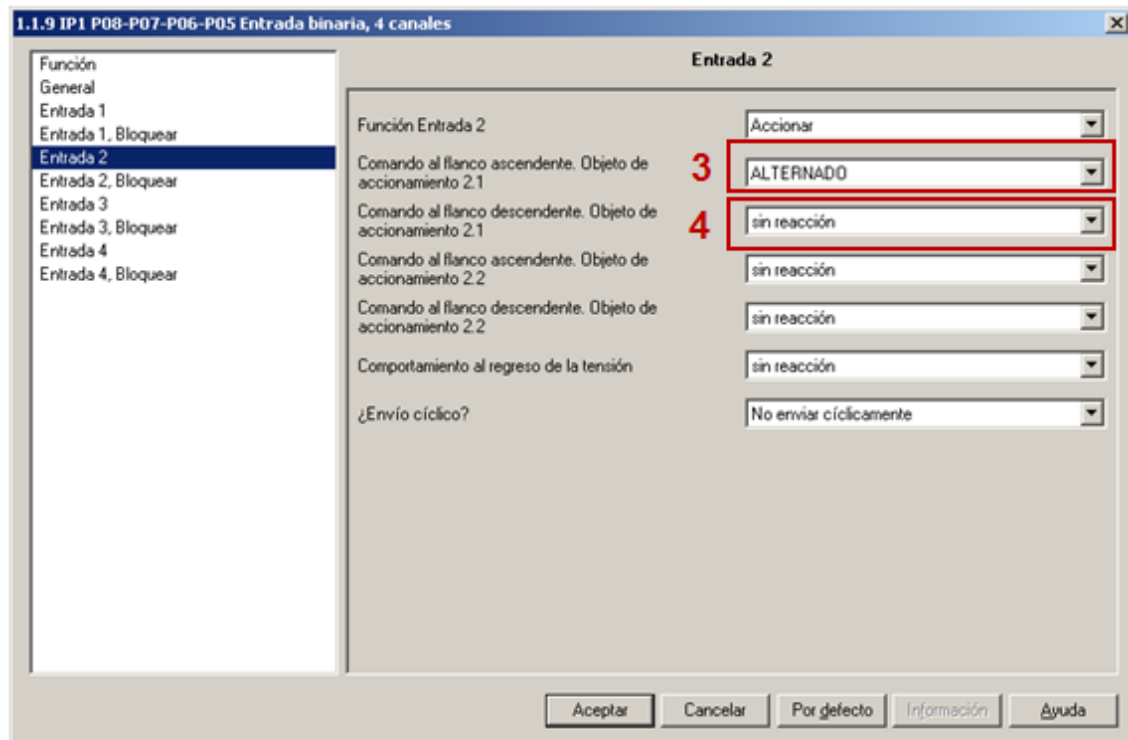 1.1.9 IP1 P08-P07-P06-P05 Entrada binaria, 4 canales
Función
General
Entrada 1
Entrada 1, Bloquear
Entrada 2
Entrada 2, Bloquear
Entrada 3
Entrada 3, Bloquear
Entrada 4
Entrada 4, Bloquear
Entrada 2
Función Entrada 2
Accionar
Comando al flanco ascendente. Objeto de
accionamiento 2.1
3
ALTERNADO
Comando al flanco descendente. Objeto de
accionamiento 2.1
4
sin reacción
Comando al flanco ascendente. Objeto de
accionamiento 2.2
sin reacción
Comando al flanco descendente. Objeto de
accionamiento 2.2
sin reacción
Comportamiento al regreso de la tensión
sin reacción
¿Envío cíclico?
No enviar cíclicamente
Aceptar
Cancelar
Por defecto
Información
Ayuda